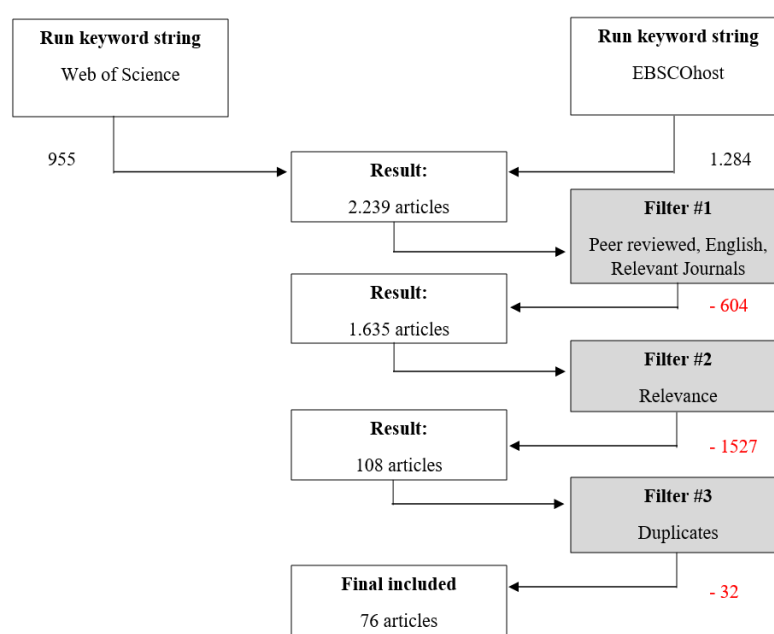 Run keyword string
Web of Science
Run keyword string
EBSCOhost
955
1.284
Result:
2.239 articles
Filter #1
Peer reviewed, English,
Relevant Journals
- 604
Result:
1.635 articles
Filter #2
Relevance
- 1527
Result:
108 articles
Filter #3
Duplicates
- 32
Final included
76 articles